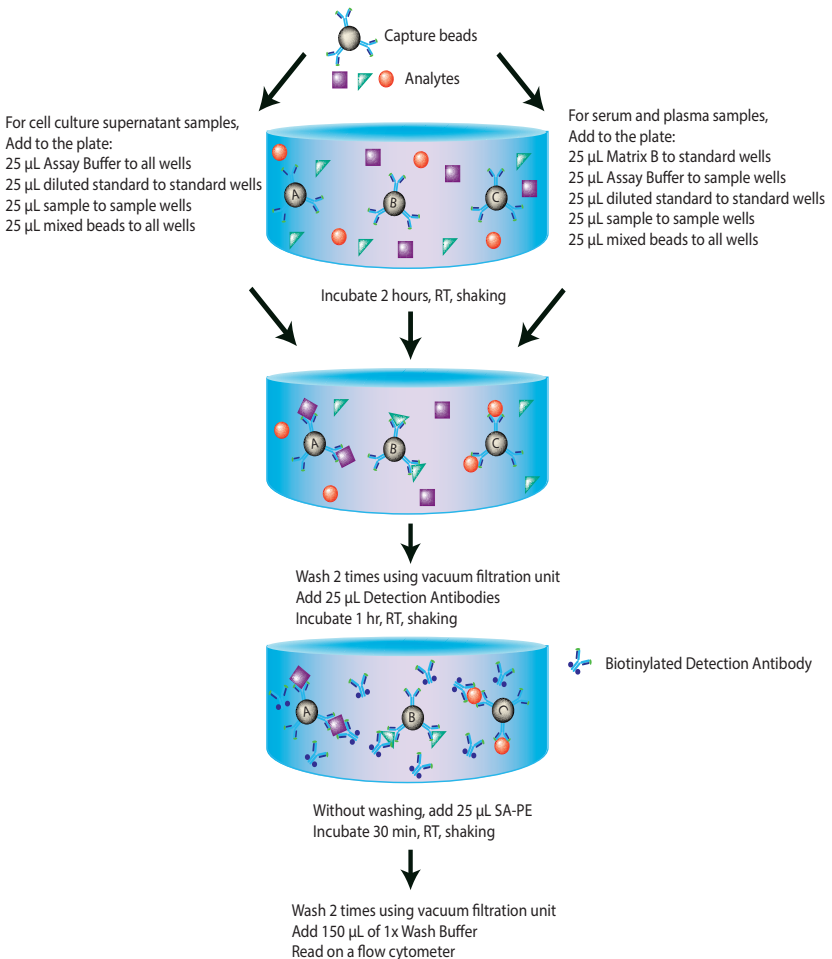 Capture beads
Analytes
For cell culture supernatant samples,
Add to the plate:
25 µL Assay Buffer to all wells
25 µL diluted standard to standard wells
25 µL sample to sample wells
25 µL mixed beads to all wells
For serum and plasma samples,
Add to the plate:
25 µL Matrix B to standard wells
25 µL Assay Buffer to sample wells
25 µL diluted standard to standard wells
25 µL sample to sample wells
25 µL mixed beads to all wells
A
B
C
Incubate 2 hours, RT, shaking
A
B
C
Wash 2 times using vacuum filtration unit
Add 25 µL Detection Antibodies
Incubate 1 hr, RT, shaking
Biotinylated Detection Antibody
A
B
C
Without washing, add 25 µL SA-PE
Incubate 30 min, RT, shaking
Wash 2 times using vacuum filtration unit
Add 150 µL of 1x Wash Buffer
Read on a flow cytometer